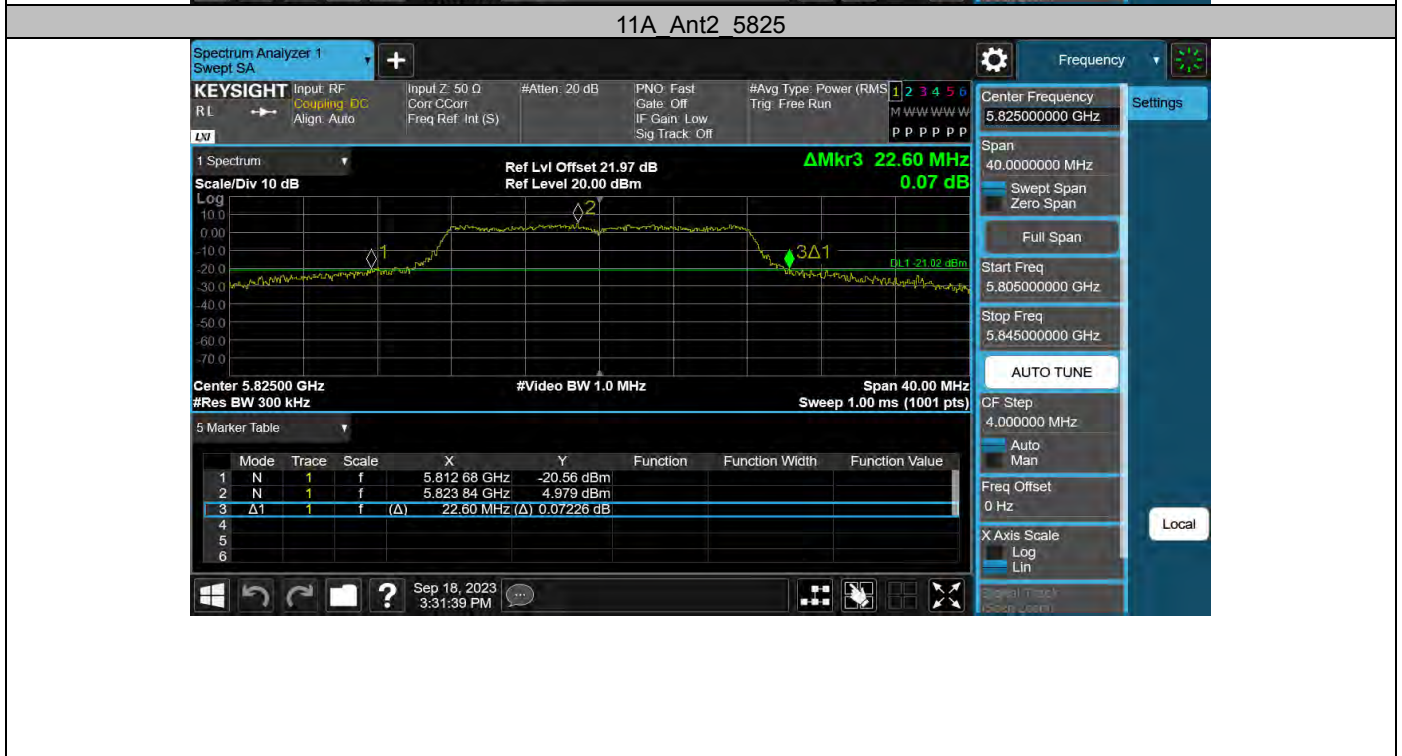 11A_Ant2_5825
Spectrum Analyzer 1
Swept SA
+
Frequency
KEYSIGHT
RL
LXI
Input: RF
Coupling: DC
Align: Auto
Input Z: 50 Ω
Corr CCorr
Freq Ref: Int (S)
#Atten: 20 dB
PNO: Fast
Gate: Off
IF Gain: Low
Sig Track: Off
#Avg Type: Power (RMS
Trig: Free Run
1 2 3 4 5 6
M W W W W W
P P P P P P
1 Spectrum
Scale/Div 10 dB
Ref Lvl Offset 21.97 dB
Ref Level 20.00 dBm
ΔMkr3 22.60 MHz
0.07 dB
Log
10.0
0.00
-10.0
-20.0
-30.0
-40.0
-50.0
-60.0
-70.0
1
2
3Δ1
DL1 -21.02 dBm
Center 5.82500 GHz
#Res BW 300 kHz
#Video BW 1.0 MHz
Span 40.00 MHz
Sweep 1.00 ms (1001 pts)
5 Marker Table
Mode Trace Scale X Y Function Function Width Function Value
1 N 1 f 5.812 68 GHz -20.56 dBm
2 N 1 f 5.823 84 GHz 4.979 dBm
3 Δ1 1 f (Δ) 22.60 MHz (Δ) 0.07226 dB
4
5
6
Sep 18, 2023
3:31:39 PM
?
Center Frequency
5.825000000 GHz
Settings
Span
40.0000000 MHz
Swept Span
Zero Span
Full Span
Start Freq
5.805000000 GHz
Stop Freq
5.845000000 GHz
AUTO TUNE
CF Step
4.000000 MHz
Auto
Man
Freq Offset
0 Hz
X Axis Scale
Log
Lin
Signal Track
(Span Zoom)
Local